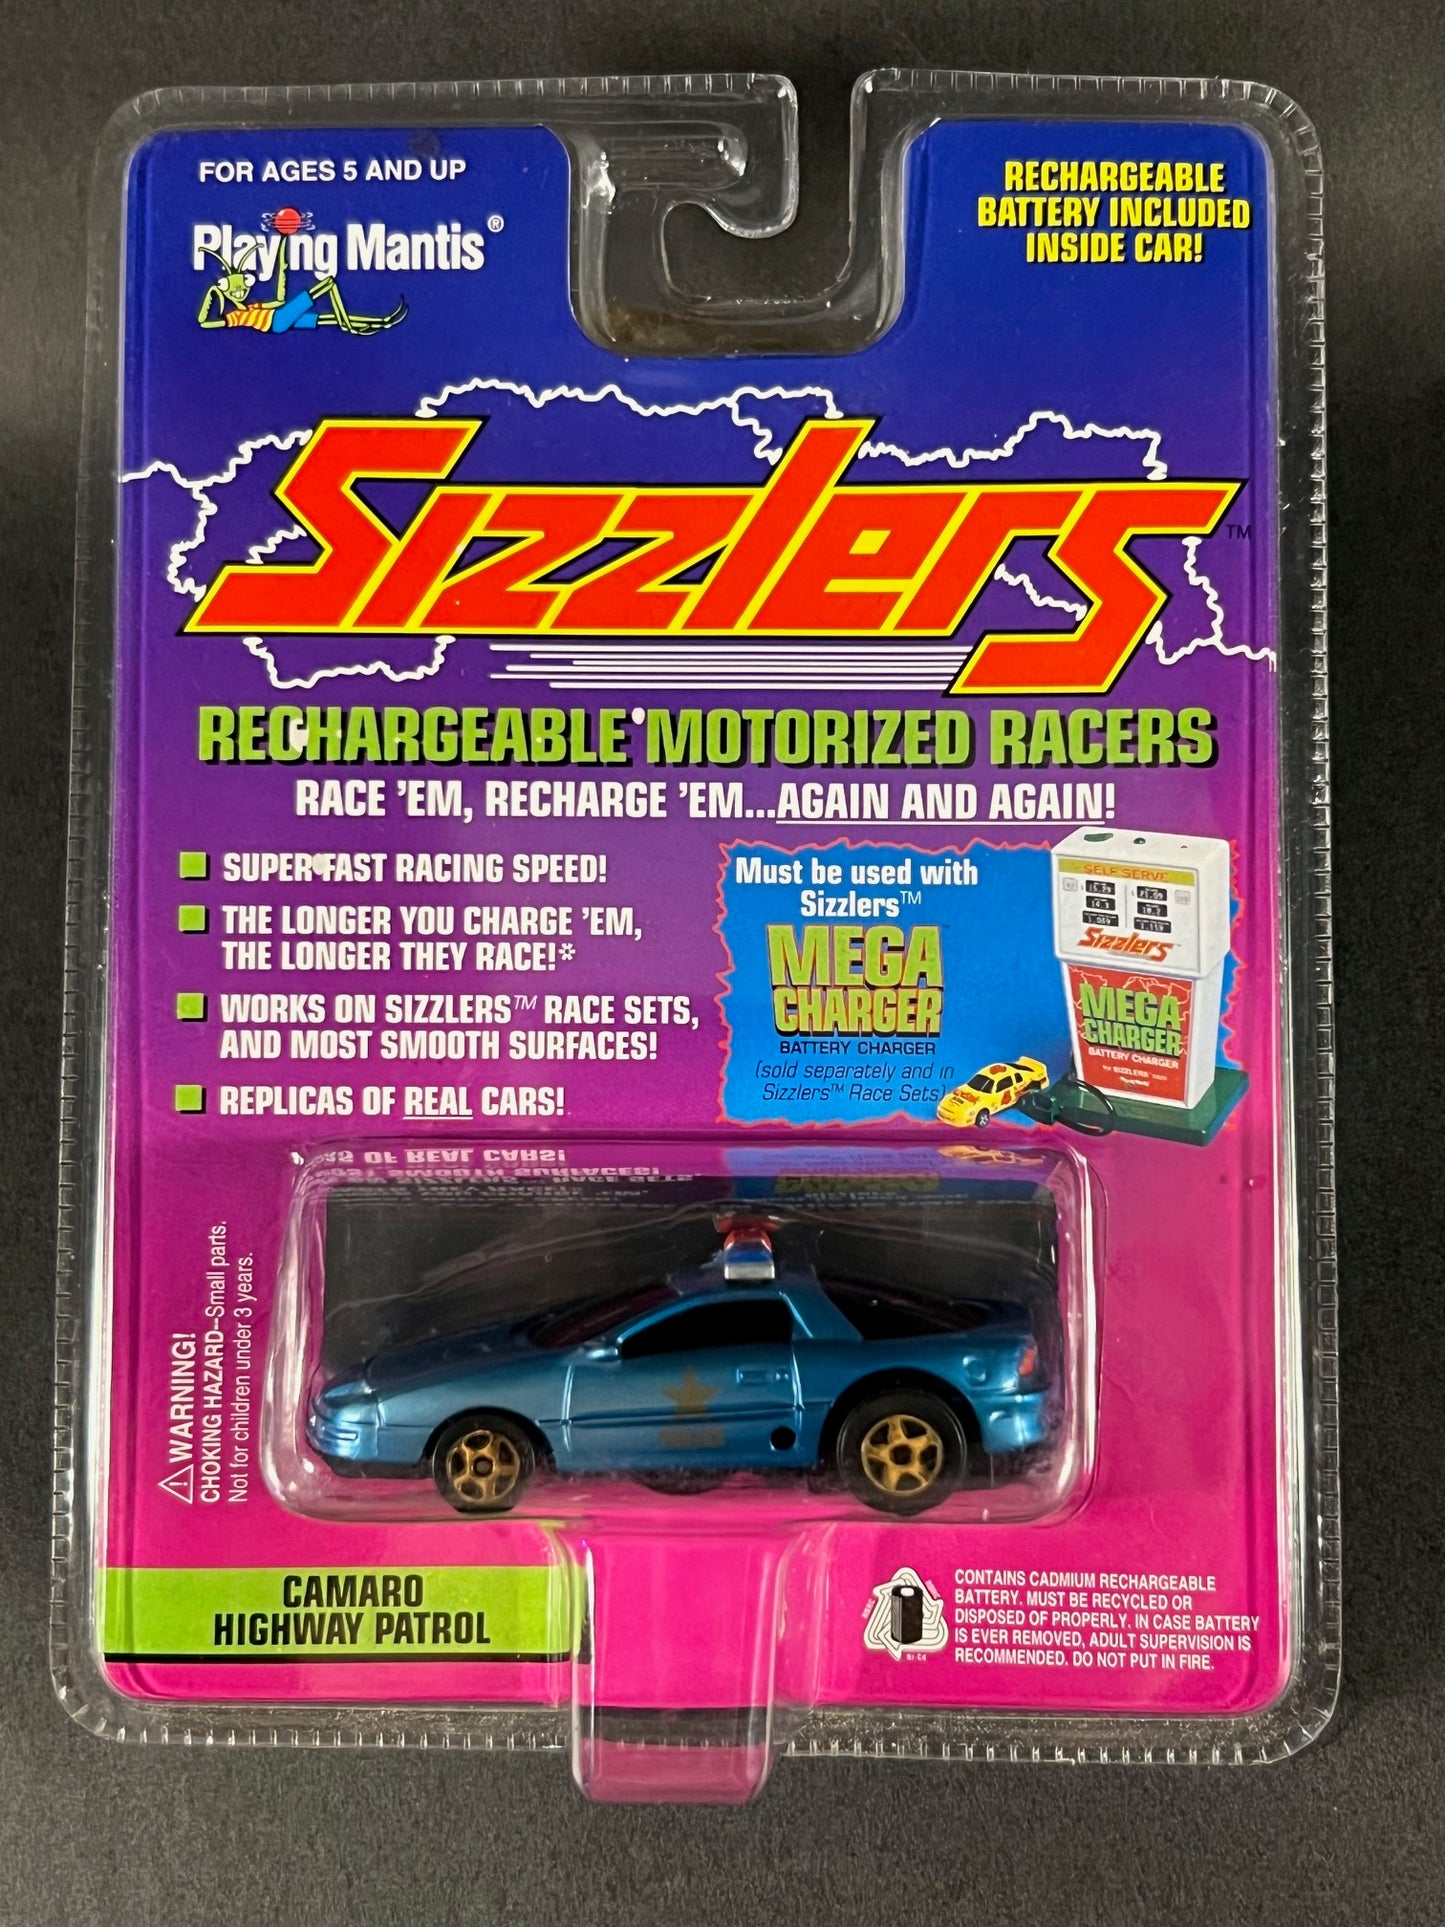 FOR AGES 5 AND UP
Playing Mantis®
RECHARGEABLE
BATTERY INCLUDED
INSIDE CAR!
Sizzlers™
RECHARGEABLE MOTORIZED RACERS
RACE 'EM, RECHARGE 'EM...AGAIN AND AGAIN!
SUPER FAST RACING SPEED!
THE LONGER YOU CHARGE 'EM,
THE LONGER THEY RACE!*
WORKS ON SIZZLERS™ RACE SETS,
AND MOST SMOOTH SURFACES!
REPLICAS OF REAL CARS!
Must be used with
Sizzlers™
MEGA
CHARGER
BATTERY CHARGER
(sold separately and in
Sizzlers™ Race Sets)
SELF SERVE
Sizzlers
MEGA
CHARGER
BATTERY CHARGER
⚠WARNING!
CHOKING HAZARD--Small parts.
Not for children under 3 years.
CAMARO
HIGHWAY PATROL
CONTAINS CADMIUM RECHARGEABLE
BATTERY. MUST BE RECYCLED OR
DISPOSED OF PROPERLY. IN CASE BATTERY
IS EVER REMOVED, ADULT SUPERVISION IS
RECOMMENDED. DO NOT PUT IN FIRE.